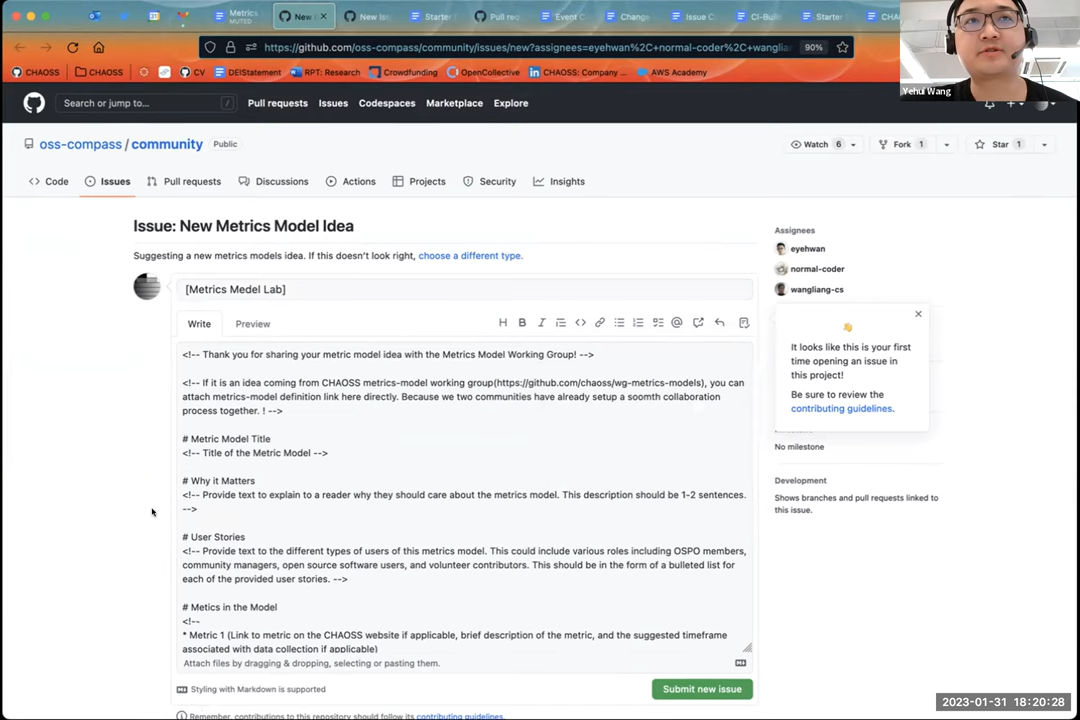 Metrics
MUTED
New
New Iss
Starter
Pull req
Event C
Chang
Issue C
CI-Build
Starter
CHA
https://github.com/oss-compass/community/issues/new?assignees=eyehwan%2C+normal-coder%2C+wanglia
90%
CHAOSS
CHAOSS
CV
DEIStatement
RPT: Research
Crowdfunding
OpenCollective
CHAOSS: Company ...
AWS Academy
Yehui Wang
Search or jump to...
/
Pull requests
Issues
Codespaces
Marketplace
Explore
oss-compass / community
Public
Watch 6
Fork 1
Star 1
Code
Issues
Pull requests
Discussions
Actions
Projects
Security
Insights
Issue: New Metrics Model Idea
Suggesting a new metrics models idea. If this doesn't look right, choose a different type.
[Metrics Medel Lab]
Write
Preview
<!-- Thank you for sharing your metric model idea with the Metrics Model Working Group! -->
<!-- If it is an idea coming from CHAOSS metrics-model working group(https://github.com/chaoss/wg-metrics-models), you can
attach metrics-model definition link here directly. Because we two communities have already setup a soomth collaboration
process together. ! -->
# Metric Model Title
<!-- Title of the Metric Model -->
# Why it Matters
<!-- Provide text to explain to a reader why they should care about the metrics model. This description should be 1-2 sentences.
-->
# User Stories
<!-- Provide text to the different types of users of this metrics model. This could include various roles including OSPO members,
community managers, open source software users, and volunteer contributors. This should be in the form of a bulleted list for
each of the provided user stories. -->
# Metics in the Model
<!--
* Metric 1 (Link to metric on the CHAOSS website if applicable, brief description of the metric, and the suggested timeframe
associated with data collection if applicable)
Attach files by dragging & dropping, selecting or pasting them.
Styling with Markdown is supported
Submit new issue
Remember, contributions to this repository should follow its contributing guidelines.
Assignees
eyehwan
normal-coder
wangliang-cs
It looks like this is your first
time opening an issue in
this project!
Be sure to review the
contributing guidelines.
No milestone
Development
Shows branches and pull requests linked to
this issue.
2023-01-31 18:20:28